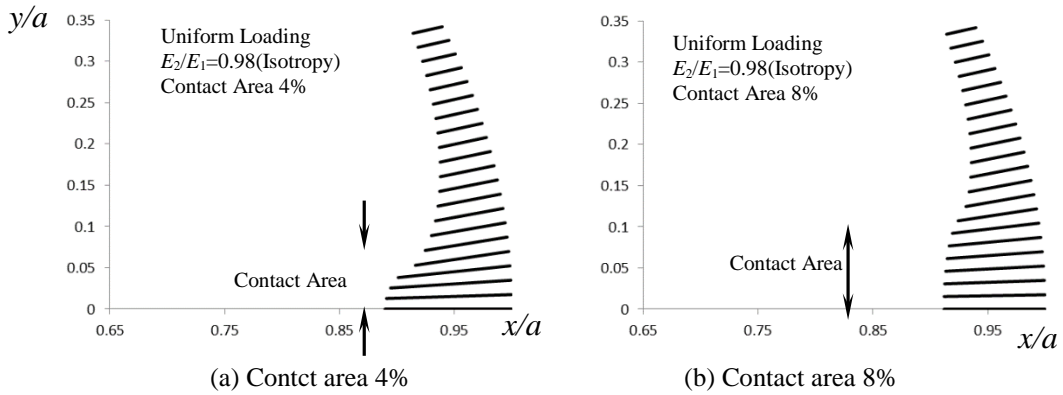 y/a
0.35
0.3
0.25
0.2
0.15
0.1
0.05
0
Uniform Loading
E2/E1=0.98(Isotropy)
Contact Area 4%
Contact Area
0.65
0.75
0.85
0.95
x/a
(a) Contct area 4%
0.35
0.3
0.25
0.2
0.15
0.1
0.05
0
Uniform Loading
E2/E1=0.98(Isotropy)
Contact Area 8%
Contact Area
0.65
0.75
0.85
0.95
x/a
(b) Contact area 8%